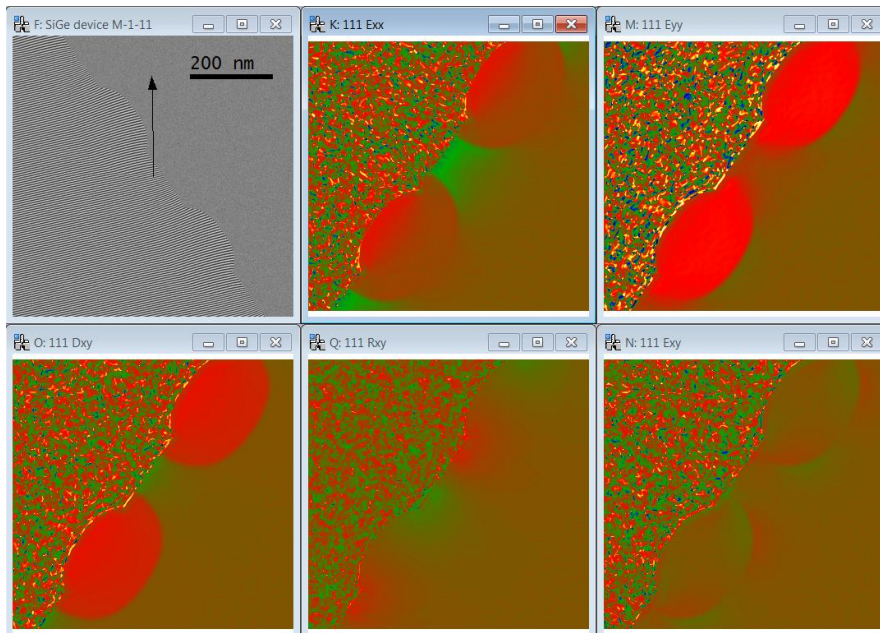 F: SiGe device M-1-11
K: 111 Exx
M: 111 Eyy
200 nm
O: 111 Dxy
Q: 111 Rxy
N: 111 Exy